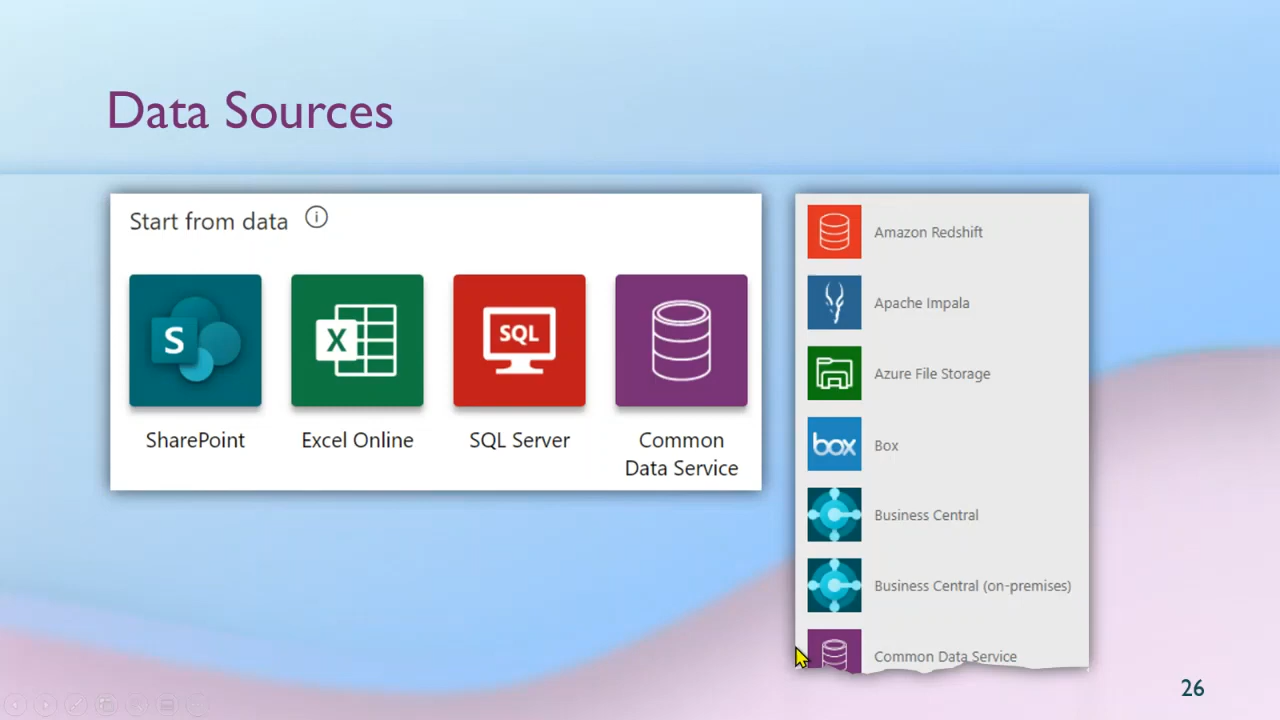 Data Sources
Start from data
S
X
SQL
SharePoint
Excel Online
SQL Server
Common
Data Service
Amazon Redshift
Apache Impala
Azure File Storage
box
Box
Business Central
Business Central (on-premises)
Common Data Service
26